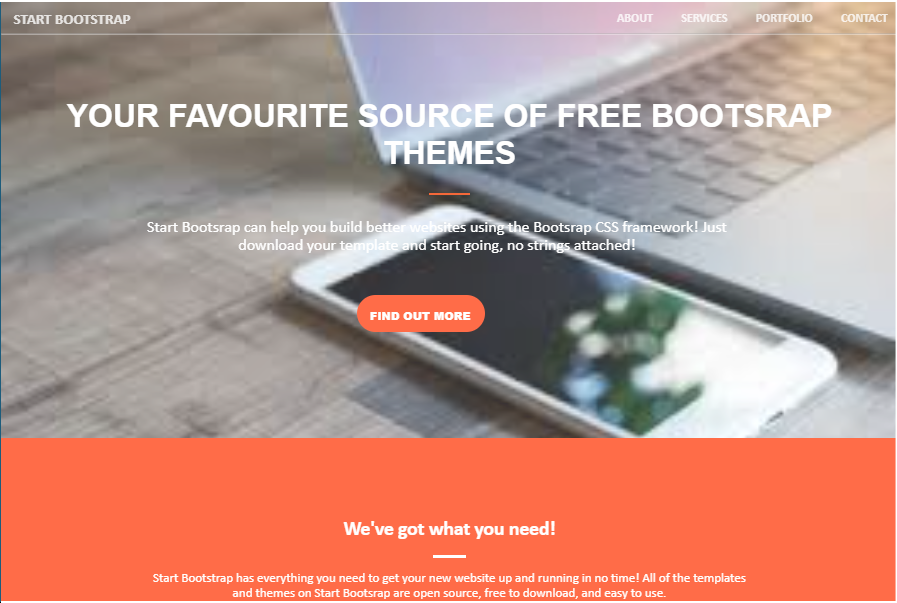 START BOOTSTRAP
ABOUT SERVICES PORTFOLIO CONTACT
YOUR FAVOURITE SOURCE OF FREE BOOTSRAP
THEMES
Start Bootsrap can help you build better websites using the Bootsrap CSS framework! Just
download your template and start going, no strings attached!
FIND OUT MORE
We've got what you need!
Start Bootstrap has everything you need to get your new website up and running in no time! All of the templates
and themes on Start Bootsrap are open source, free to download, and easy to use.